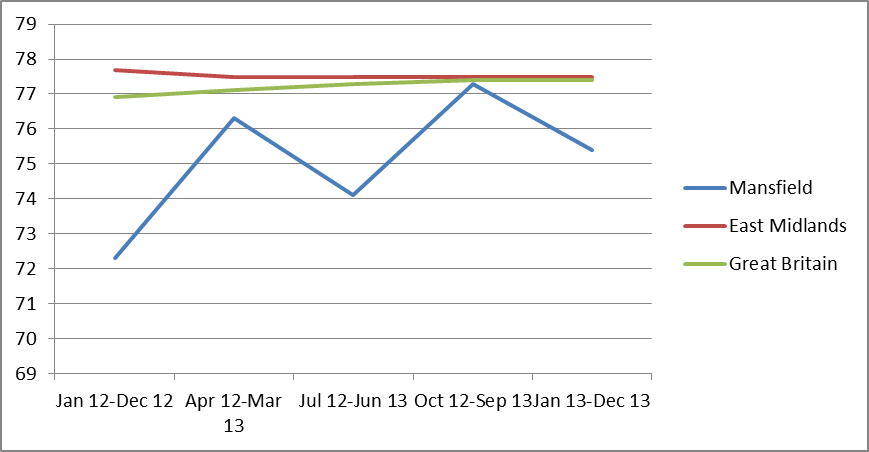 79
78
77
76
75
74
73
72
71
70
69
Jan 12-Dec 12
Apr 12-Mar
13
Jul 12-Jun 13
Oct 12-Sep 13
Jan 13-Dec 13
Mansfield
East Midlands
Great Britain